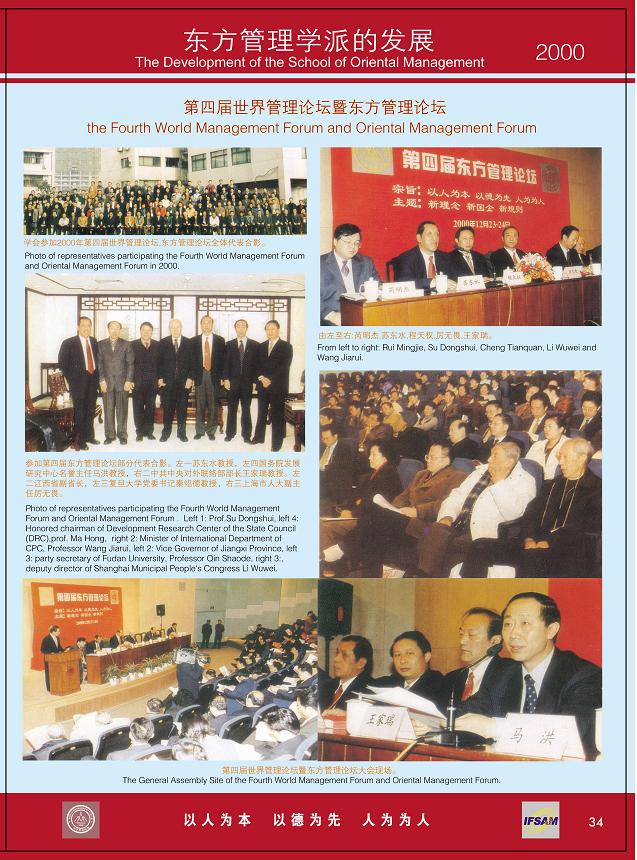 东方管理学派的发展
The Development of the School of Oriental Management
2000
第四届世界管理论坛暨东方管理论坛
the Fourth World Management Forum and Oriental Management Forum
学会参加2000年第四届世界管理论坛,东方管理论坛全体代表合影。
Photo of representatives participating the Fourth World Management Forum
and Oriental Management Forum in 2000.
第四届东方管理论坛
宗旨：以人为本 以德为先 人为为人
主题：新理念 新国企 新规则
2000年12月23-24日
芮明杰
苏东水
由左至右:芮明杰,苏东水,程天权,厉无畏,王家瑞。
From left to right: Rui Mingjie, Su Dongshui, Cheng Tianquan, Li Wuwei and
Wang Jiarui.
参加第四届东方管理论坛部分代表合影。左一苏东水教授，左四国务院发展
研究中心名誉主任马洪教授，右二中共中央对外联络部部长王家瑞教授。左
二江西省副省长，左三复旦大学党委书记秦绍德教授，右三上海市人大副主
任厉无畏。
Photo of representatives participating the Fourth World Management
Forum and Oriental Management Forum . Left 1: Prof.Su Dongshui, left 4:
Honored chairman of Development Research Center of the State Council
(DRC),prof. Ma Hong, right 2: Minister of International Department of
CPC, Professor Wang Jiarui, left 2: Vice Governor of Jiangxi Province, left
3: party secretary of Fudan University, Professor Qin Shaode, right 3:,
deputy director of Shanghai Municipal People's Congress Li Wuwei.
第四届东方管理论坛
王家瑞
马洪
第四届世界管理论坛暨东方管理论坛大会现场。
The General Assembly Site of the Fourth World Management Forum and Oriental Management Forum.
以人为本 以德为先 人为为人
IFSAM
34